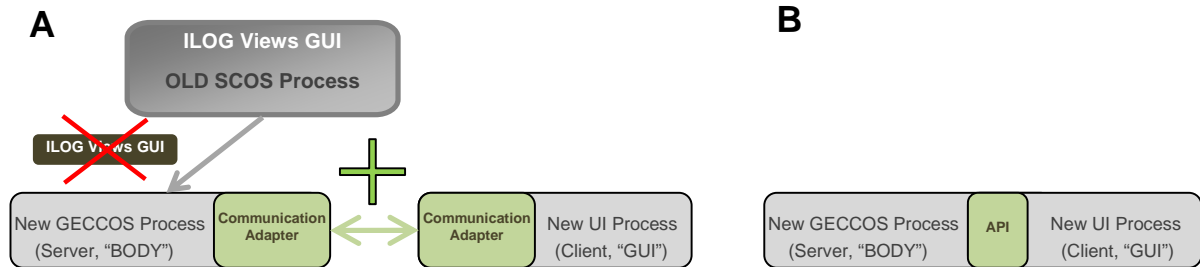 A
ILOG Views GUI
OLD SCOS Process
ILOG Views GUI
New GECCOS Process
(Server, “BODY”)
Communication
Adapter
Communication
Adapter
New UI Process
(Client, “GUI”)
B
New GECCOS Process
(Server, “BODY”)
API
New UI Process
(Client, “GUI”)